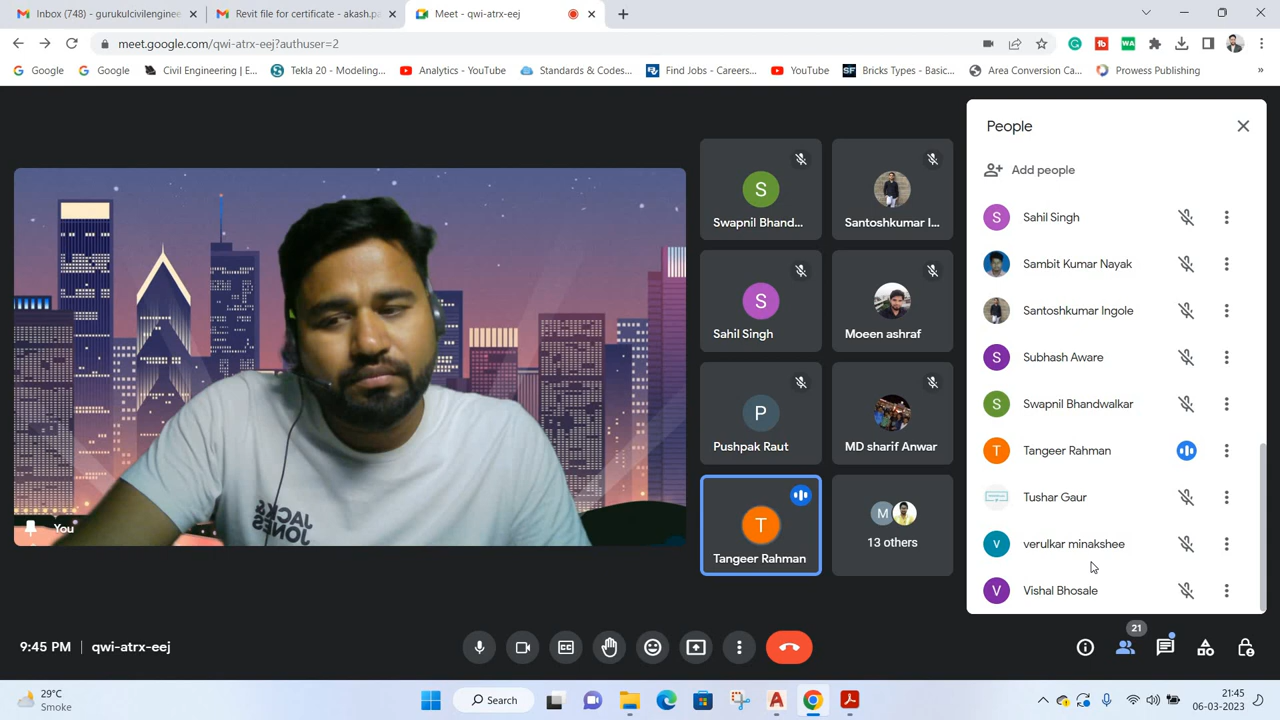 Inbox (748) - gurukulcivilenginee
Revit file for certificate - akash.pa
Meet - qwi-atrx-eej
meet.google.com/qwi-atrx-eej?authuser=2
Google
Google
Civil Engineering | E...
Tekla 20 - Modeling...
Analytics - YouTube
Standards & Codes...
Find Jobs - Careers...
YouTube
Bricks Types - Basic...
Area Conversion Ca...
Prowess Publishing
»
JACK&
JONES
You
Swapnil Bhand...
Santoshkumar I...
S
Sahil Singh
Moeen ashraf
S
Pushpak Raut
MD sharif Anwar
P
Tangeer Rahman
T
M
13 others
People
Add people
S Sahil Singh
Sambit Kumar Nayak
Santoshkumar Ingole
S Subhash Aware
S Swapnil Bhandwalkar
T Tangeer Rahman
Tushar Gaur
v verulkar minakshee
V Vishal Bhosale
9:45 PM | qwi-atrx-eej
21
29°C
Smoke
Search
21:45
06-03-2023